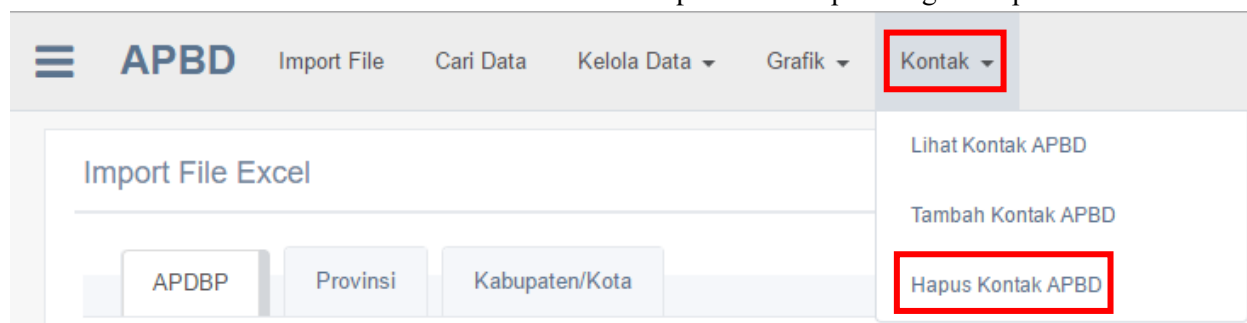 APBD Import File Cari Data Kelola Data Grafik Kontak
Import File Excel
APDBP Provinsi Kabupaten/Kota
Lihat Kontak APBD
Tambah Kontak APBD
Hapus Kontak APBD